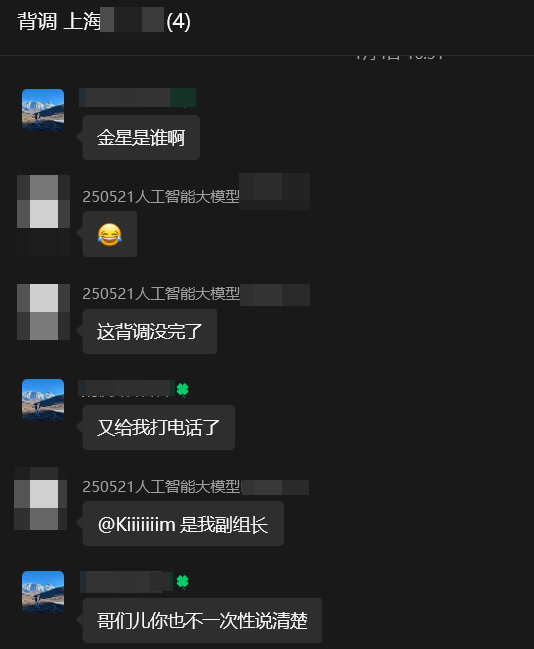 背调 上海 (4)
金星是谁啊
250521人工智能大模型
😂
250521人工智能大模型
这背调没完了
又给我打电话了
250521人工智能大模型
@Kiiiiiiim 是我副组长
哥们儿你也不一次性说清楚